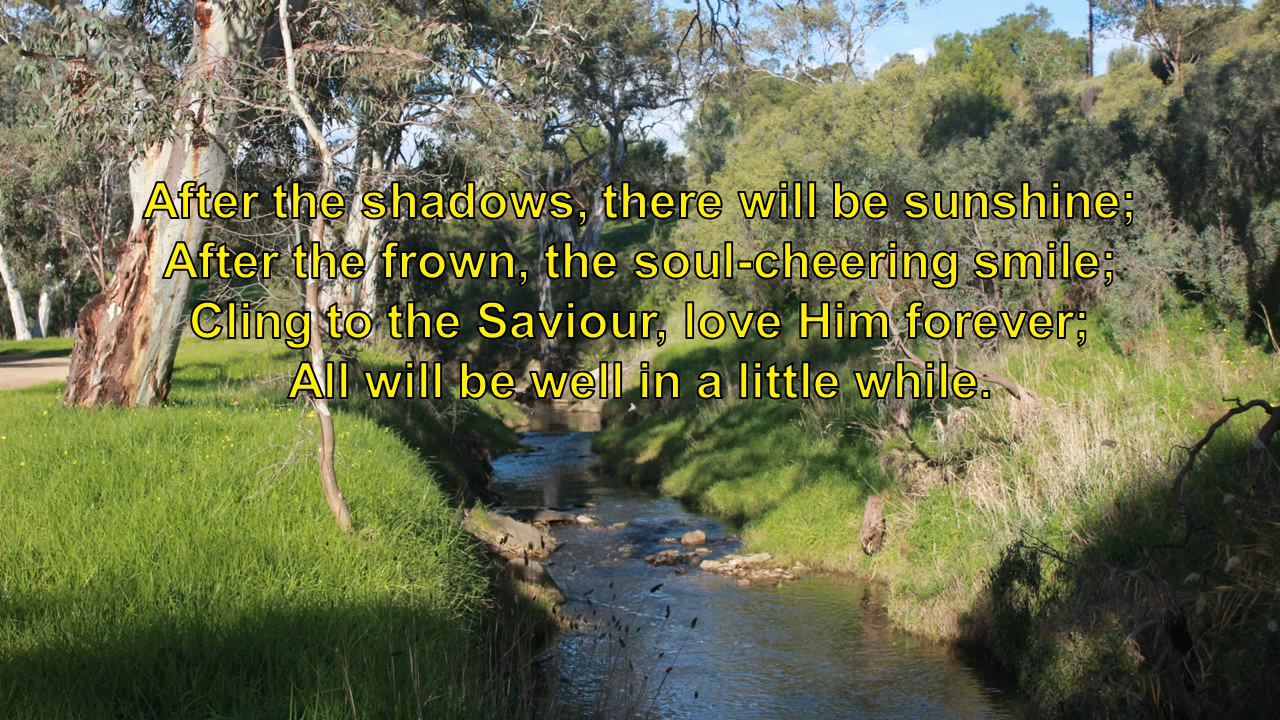 After the shadows, there will be sunshine;
After the frown, the soul-cheering smile;
Cling to the Saviour, love Him forever;
All will be well in a little while.